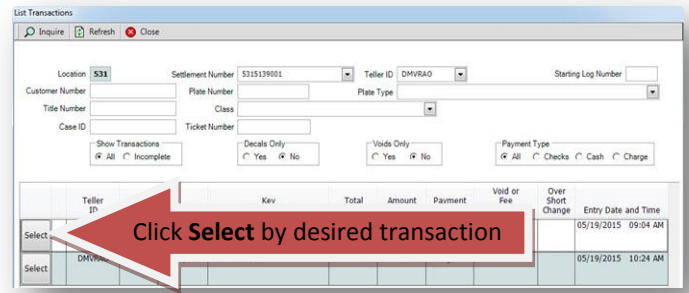 List Transactions
Inquire Refresh Close
Location 531 Settlement Number 5315139001 Teller ID DMVRAO Starting Log Number
Customer Number Plate Number Plate Type
Title Number Class
Case ID Ticket Number
Show Transactions Decals Only Voids Only Payment Type
All Incomplete Yes No Yes No All Checks Cash Charge
Teller ID Key Total Amount Payment Void or Fee Over Short Change Entry Date and Time
Select 05/19/2015 09:04 AM
Click Select by desired transaction
Select 05/19/2015 10:24 AM